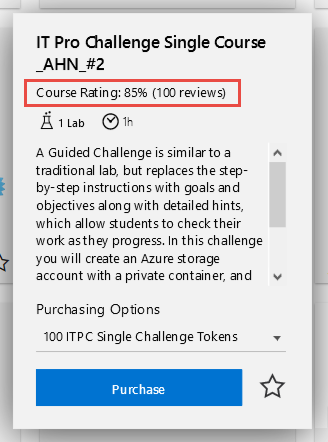 IT Pro Challenge Single Course
_AHN_#2
Course Rating: 85% (100 reviews)
1 Lab 1h
A Guided Challenge is similar to a
traditional lab, but replaces the step-
by-step instructions with goals and
objectives along with detailed hints,
which allow students to check their
work as they progress. In this challenge
you will create an Azure storage
account with a private container, and
Purchasing Options
100 ITPC Single Challenge Tokens
Purchase